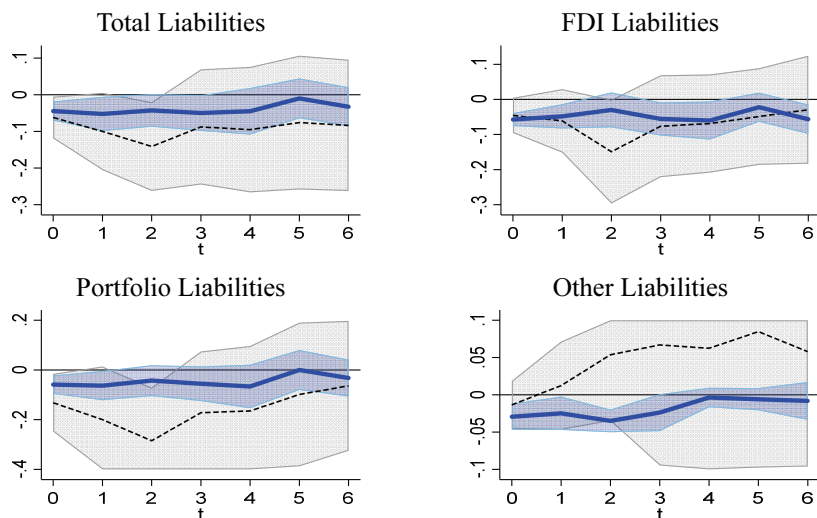 Total Liabilities
.1
0
-.1
-.2
-.3
0 1 2 3 4 5 6
t
FDI Liabilities
.1
0
-.1
-.2
-.3
0 1 2 3 4 5 6
t
Portfolio Liabilities
.2
0
-.2
-.4
0 1 2 3 4 5 6
t
Other Liabilities
.1
.05
0
-.05
-.1
0 1 2 3 4 5 6
t